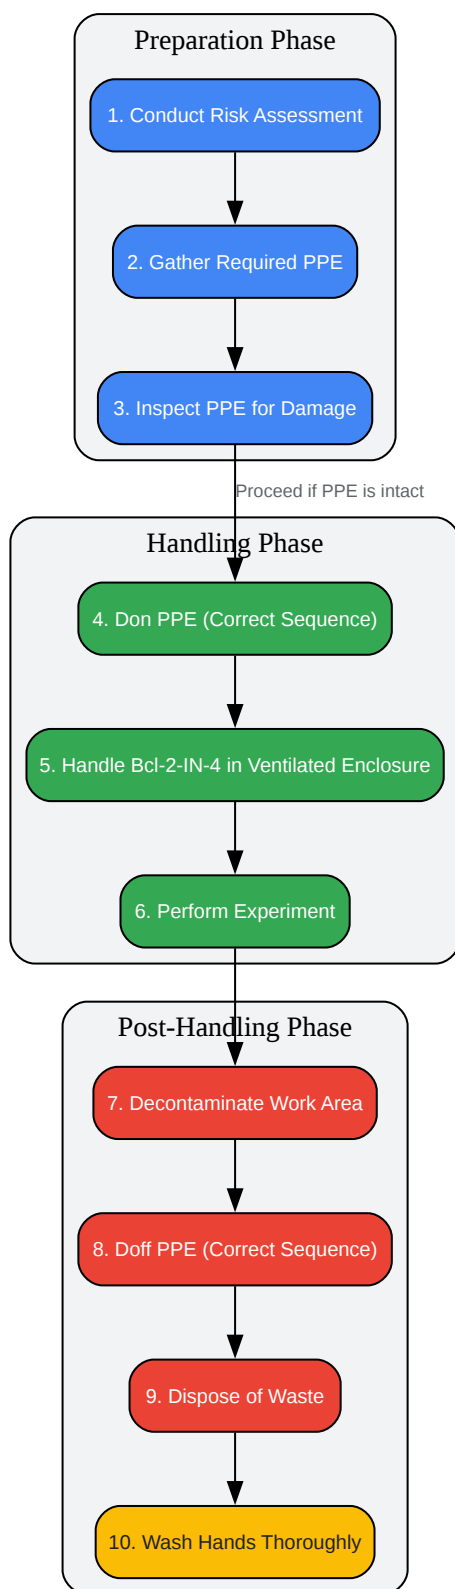 Preparation Phase
1. Conduct Risk Assessment
2. Gather Required PPE
3. Inspect PPE for Damage
Proceed if PPE is intact
Handling Phase
4. Don PPE (Correct Sequence)
5. Handle Bcl-2-IN-4 in Ventilated Enclosure
6. Perform Experiment
Post-Handling Phase
7. Decontaminate Work Area
8. Doff PPE (Correct Sequence)
9. Dispose of Waste
10. Wash Hands Thoroughly